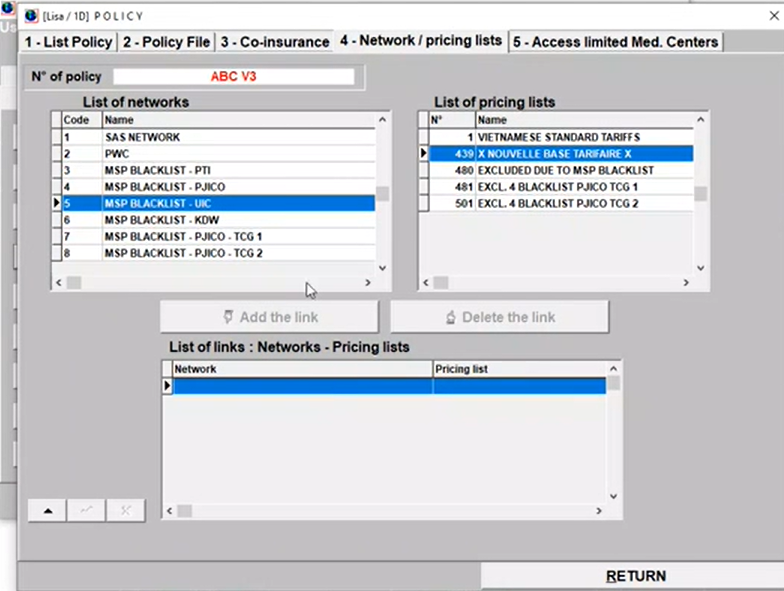 [Lisa / 1D] P O L I C Y
1 - List Policy 2 - Policy File 3 - Co-insurance 4 - Network / pricing lists 5 - Access limited Med. Centers
N° of policy ABC V3
List of networks
Code Name
1 SAS NETWORK
2 PWC
3 MSP BLACKLIST - PTI
4 MSP BLACKLIST - PJICO
5 MSP BLACKLIST - UIC
6 MSP BLACKLIST - KDW
7 MSP BLACKLIST - PJICO - TCG 1
8 MSP BLACKLIST - PJICO - TCG 2
List of pricing lists
N° Name
1 VIETNAMESE STANDARD TARIFFS
439 X NOUVELLE BASE TARIFAIRE X
480 EXCLUDED DUE TO MSP BLACKLIST
481 EXCL. 4 BLACKLIST PJICO TCG 1
501 EXCL. 4 BLACKLIST PJICO TCG 2
Add the link Delete the link
List of links : Networks - Pricing lists
Network Pricing list
RETURN